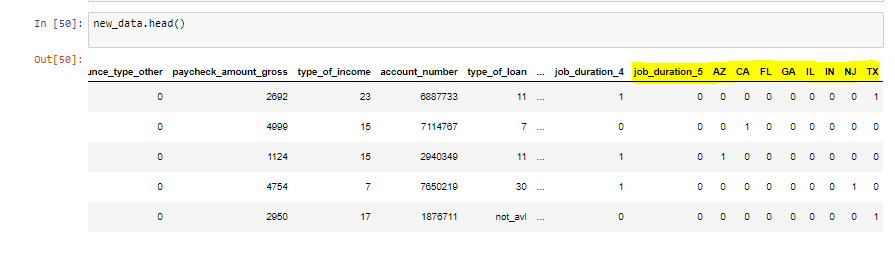 In [50]: new_data.head()
Out[50]:
unce_type_other paycheck_amount_gross type_of_income account_number type_of_loan ... job_duration_4 job_duration_5 AZ CA FL GA IL IN NJ TX
0 2692 23 6887733 11 ... 1 0 0 0 0 0 0 0 0 1
0 4999 15 7114767 7 ... 0 0 0 1 0 0 0 0 0 0
0 1124 15 2940349 11 ... 1 0 1 0 0 0 0 0 0 0
0 4754 7 7650219 30 ... 1 0 0 0 0 0 0 0 1 0
0 2950 17 1876711 not_avl ... 0 0 0 0 0 0 0 0 0 1